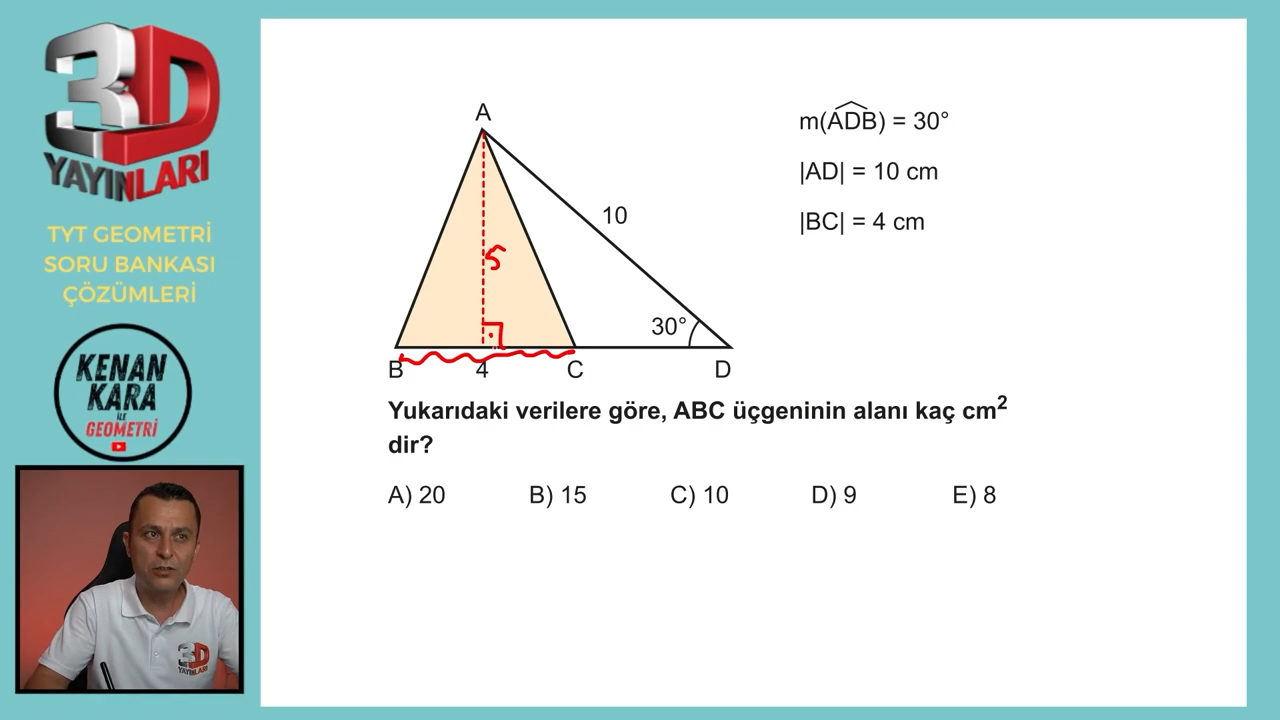 3D
YAYINLARI
TYT GEOMETRİ
SORU BANKASI
ÇÖZÜMLERİ
KENAN
KARA
İLE
GEOMETRİ
3D
YAYINLARI
A
10
5
30°
B
4
C
D
m(ADB) = 30°
|AD| = 10 cm
|BC| = 4 cm
Yukarıdaki verilere göre, ABC üçgeninin alanı kaç cm²
dir?
A) 20 B) 15 C) 10 D) 9 E) 8